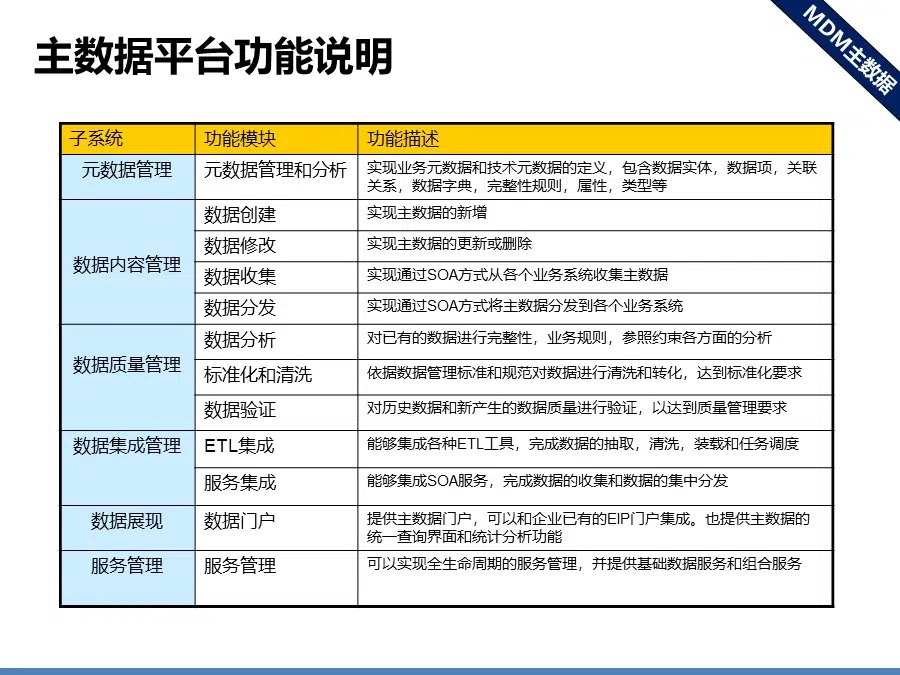 主数据平台功能说明
MDM主数据
子系统 功能模块 功能描述
元数据管理 元数据管理和分析 实现业务元数据和技术元数据的定义，包含数据实体，数据项，关联
关系，数据字典，完整性规则，属性，类型等
数据内容管理
数据创建 实现主数据的新增
数据修改 实现主数据的更新或删除
数据收集 实现通过SOA方式从各个业务系统收集主数据
数据分发 实现通过SOA方式将主数据分发到各个业务系统
数据质量管理
数据分析 对已有的数据进行完整性，业务规则，参照约束各方面的分析
标准化和清洗 依据数据管理标准和规范对数据进行清洗和转化，达到标准化要求
数据验证 对历史数据和新产生的数据质量进行验证，以达到质量管理要求
数据集成管理 ETL集成 能够集成各种ETL工具，完成数据的抽取，清洗，装载和任务调度
服务集成 能够集成SOA服务，完成数据的收集和数据的集中分发
数据展现 数据门户 提供主数据门户，可以和企业已有的EIP门户集成。也提供主数据的
统一查询界面和统计分析功能
服务管理 服务管理 可以实现全生命周期的服务管理，并提供基础数据服务和组合服务